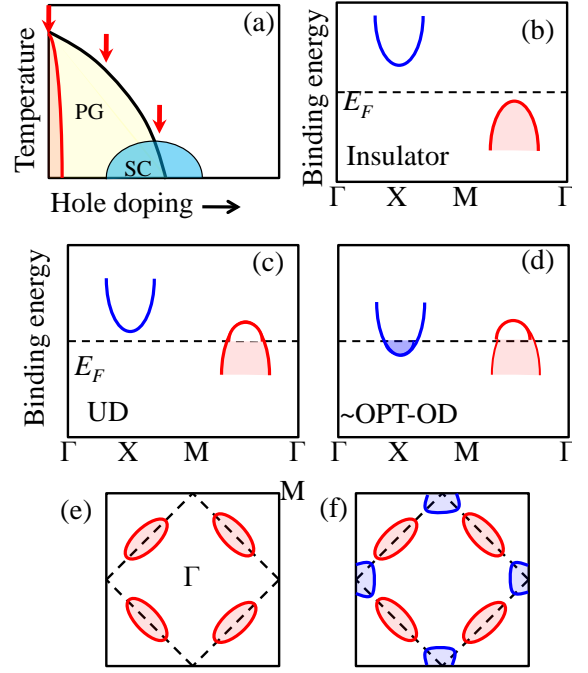 (a)
Temperature
PG
SC
Hole doping
(b)
Binding energy
E_F
Insulator
Γ X M Γ
(c)
Binding energy
E_F
UD
Γ X M Γ
(d)
~OPT-OD
Γ X M Γ
(e)
M
Γ
(f)